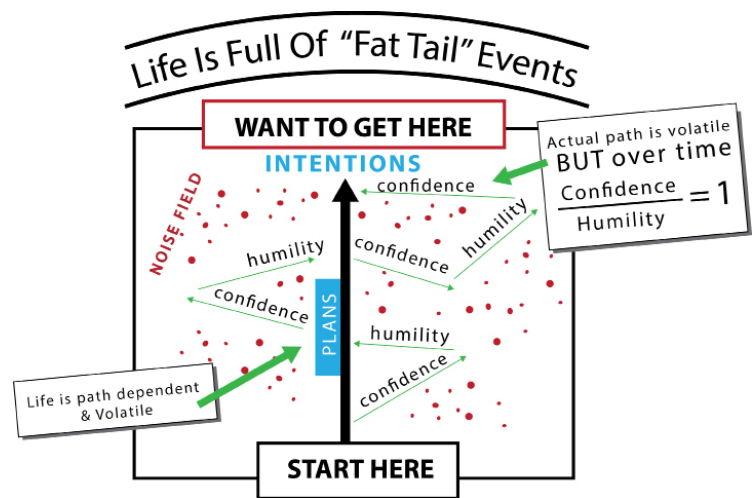 Life Is Full Of “Fat Tail” Events
WANT TO GET HERE
INTENTIONS
Actual path is volatile
BUT over time
Confidence
Humility
= 1
NOISE FIELD
confidence
humility
humility
confidence
confidence
PLANS
humility
confidence
Life is path dependent
& Volatile
START HERE